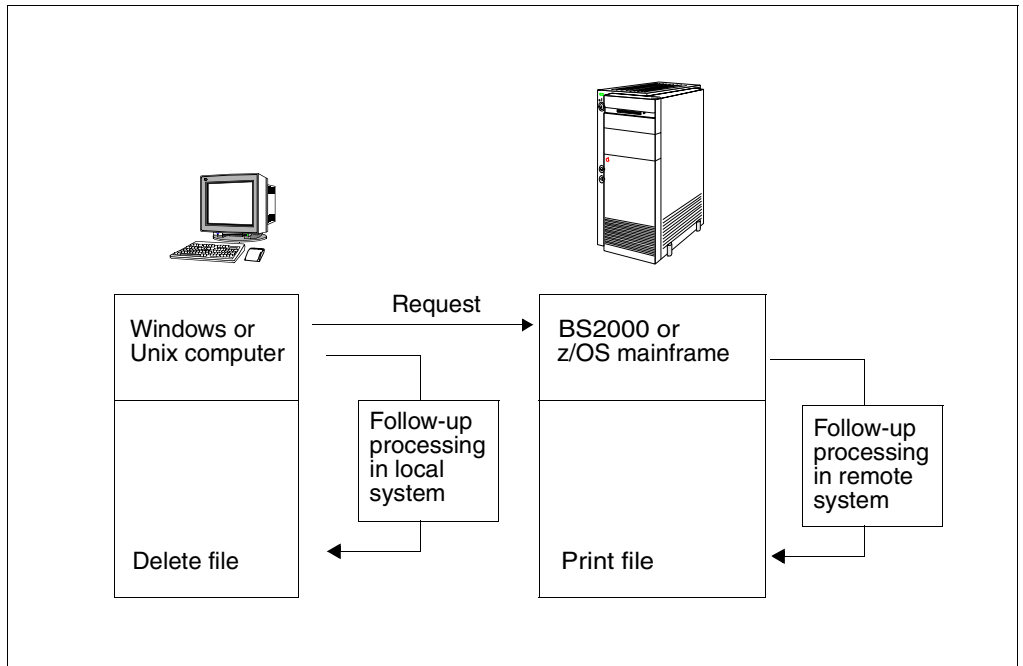 Request
Windows or
Unix computer
BS2000 or
z/OS mainframe
Follow-up
processing
in local
system
Follow-up
processing
in remote
system
Delete file
Print file